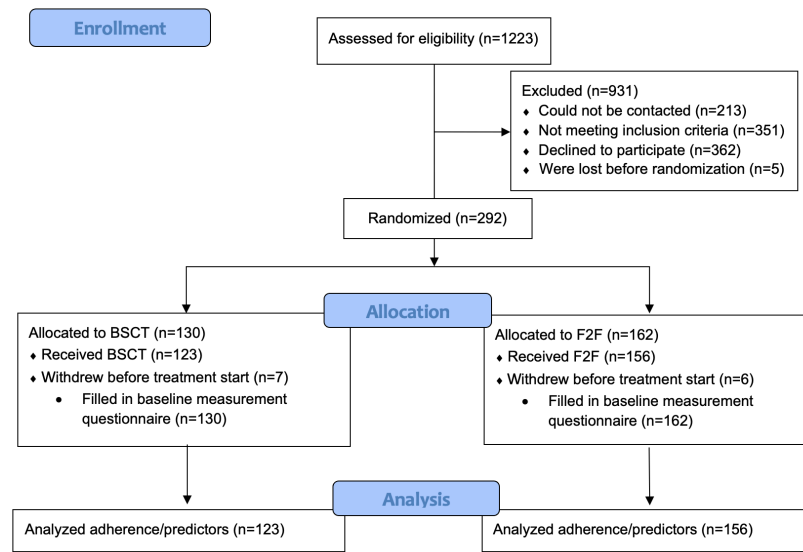 Enrollment
Assessed for eligibility (n=1223)
Excluded (n=931)
♦ Could not be contacted (n=213)
♦ Not meeting inclusion criteria (n=351)
♦ Declined to participate (n=362)
♦ Were lost before randomization (n=5)
Randomized (n=292)
Allocation
Allocated to BSCT (n=130)
♦ Received BSCT (n=123)
♦ Withdrew before treatment start (n=7)
• Filled in baseline measurement
questionnaire (n=130)
Allocated to F2F (n=162)
♦ Received F2F (n=156)
♦ Withdrew before treatment start (n=6)
• Filled in baseline measurement
questionnaire (n=162)
Analysis
Analyzed adherence/predictors (n=123)
Analyzed adherence/predictors (n=156)